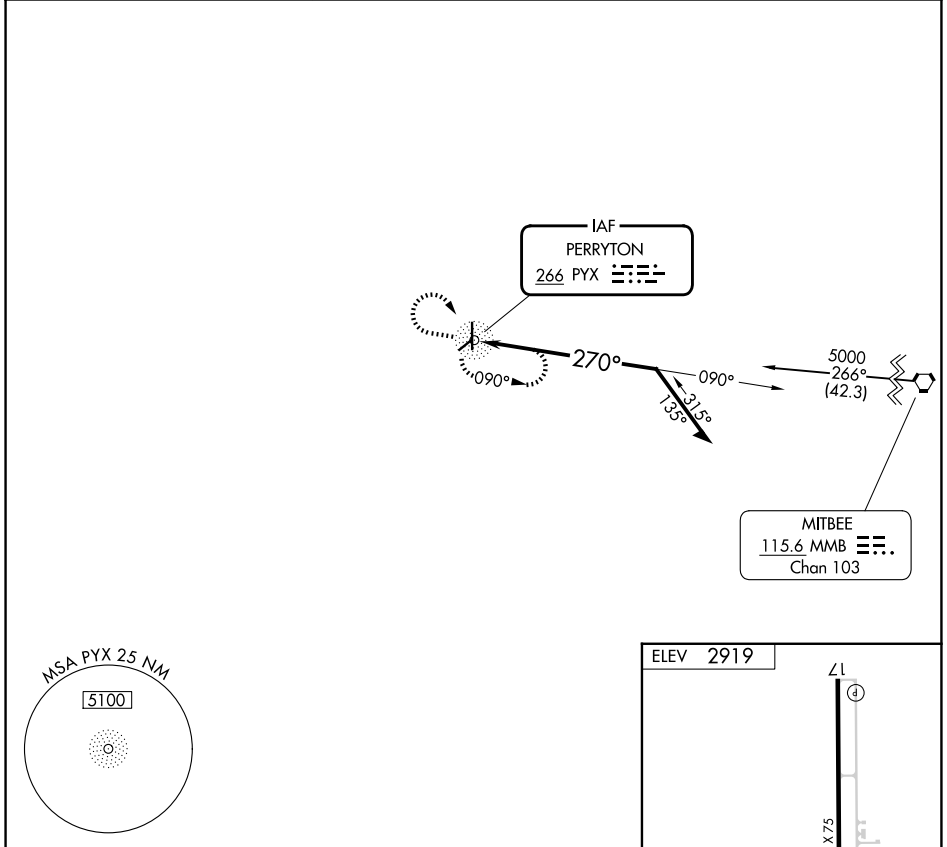 IAF
PERRYTON
266 PYX
270°
090°
090°
315°
135°
5000
266°
(42.3)
MITBEE
115.6 MMB
Chan 103
MSA PYX 25 NM
5100
ELEV 2919
17
P
X 75